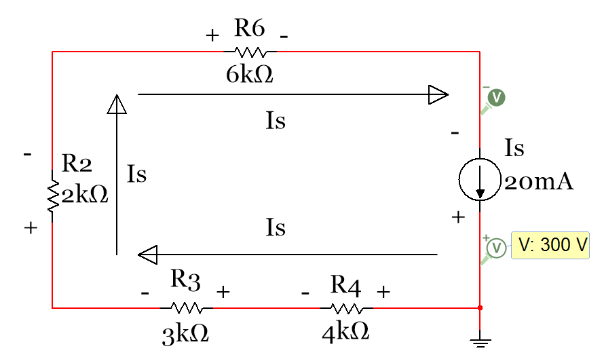 + R6 -
6kΩ
Is
- V
- Is
20mA
+
- R2
2kΩ
+
Is
Is
+ V V: 300 V
- R3 +
3kΩ
- R4 +
4kΩ